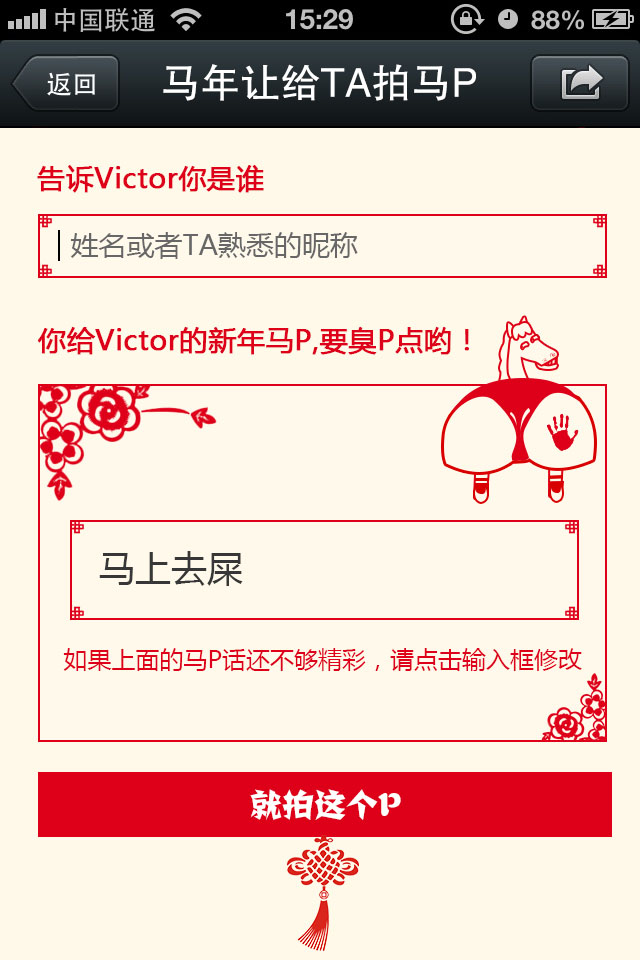 中国联通 15:29 88%
返回 马年让给TA拍马P
告诉Victor你是谁
姓名或者TA熟悉的昵称
你给Victor的新年马P,要臭P点哟！
马上去屎
如果上面的马P话还不够精彩，请点击输入框修改
就拍这个P